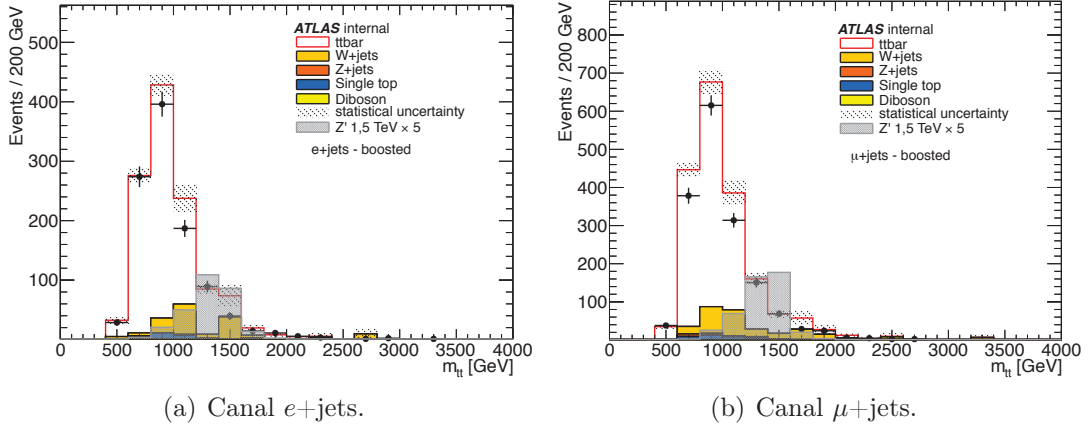 Events / 200 GeV
500
400
300
200
100
ATLAS internal
ttbar
W+jets
Z+jets
Single top
Diboson
statistical uncertainty
Z' 1,5 TeV × 5
e+jets - boosted
0 500 1000 1500 2000 2500 3000 3500 4000
m_tt [GeV]
(a) Canal e+jets.
Events / 200 GeV
800
700
600
500
400
300
200
100
ATLAS internal
ttbar
W+jets
Z+jets
Single top
Diboson
statistical uncertainty
Z' 1,5 TeV × 5
μ+jets - boosted
0 500 1000 1500 2000 2500 3000 3500 4000
m_tt [GeV]
(b) Canal μ+jets.